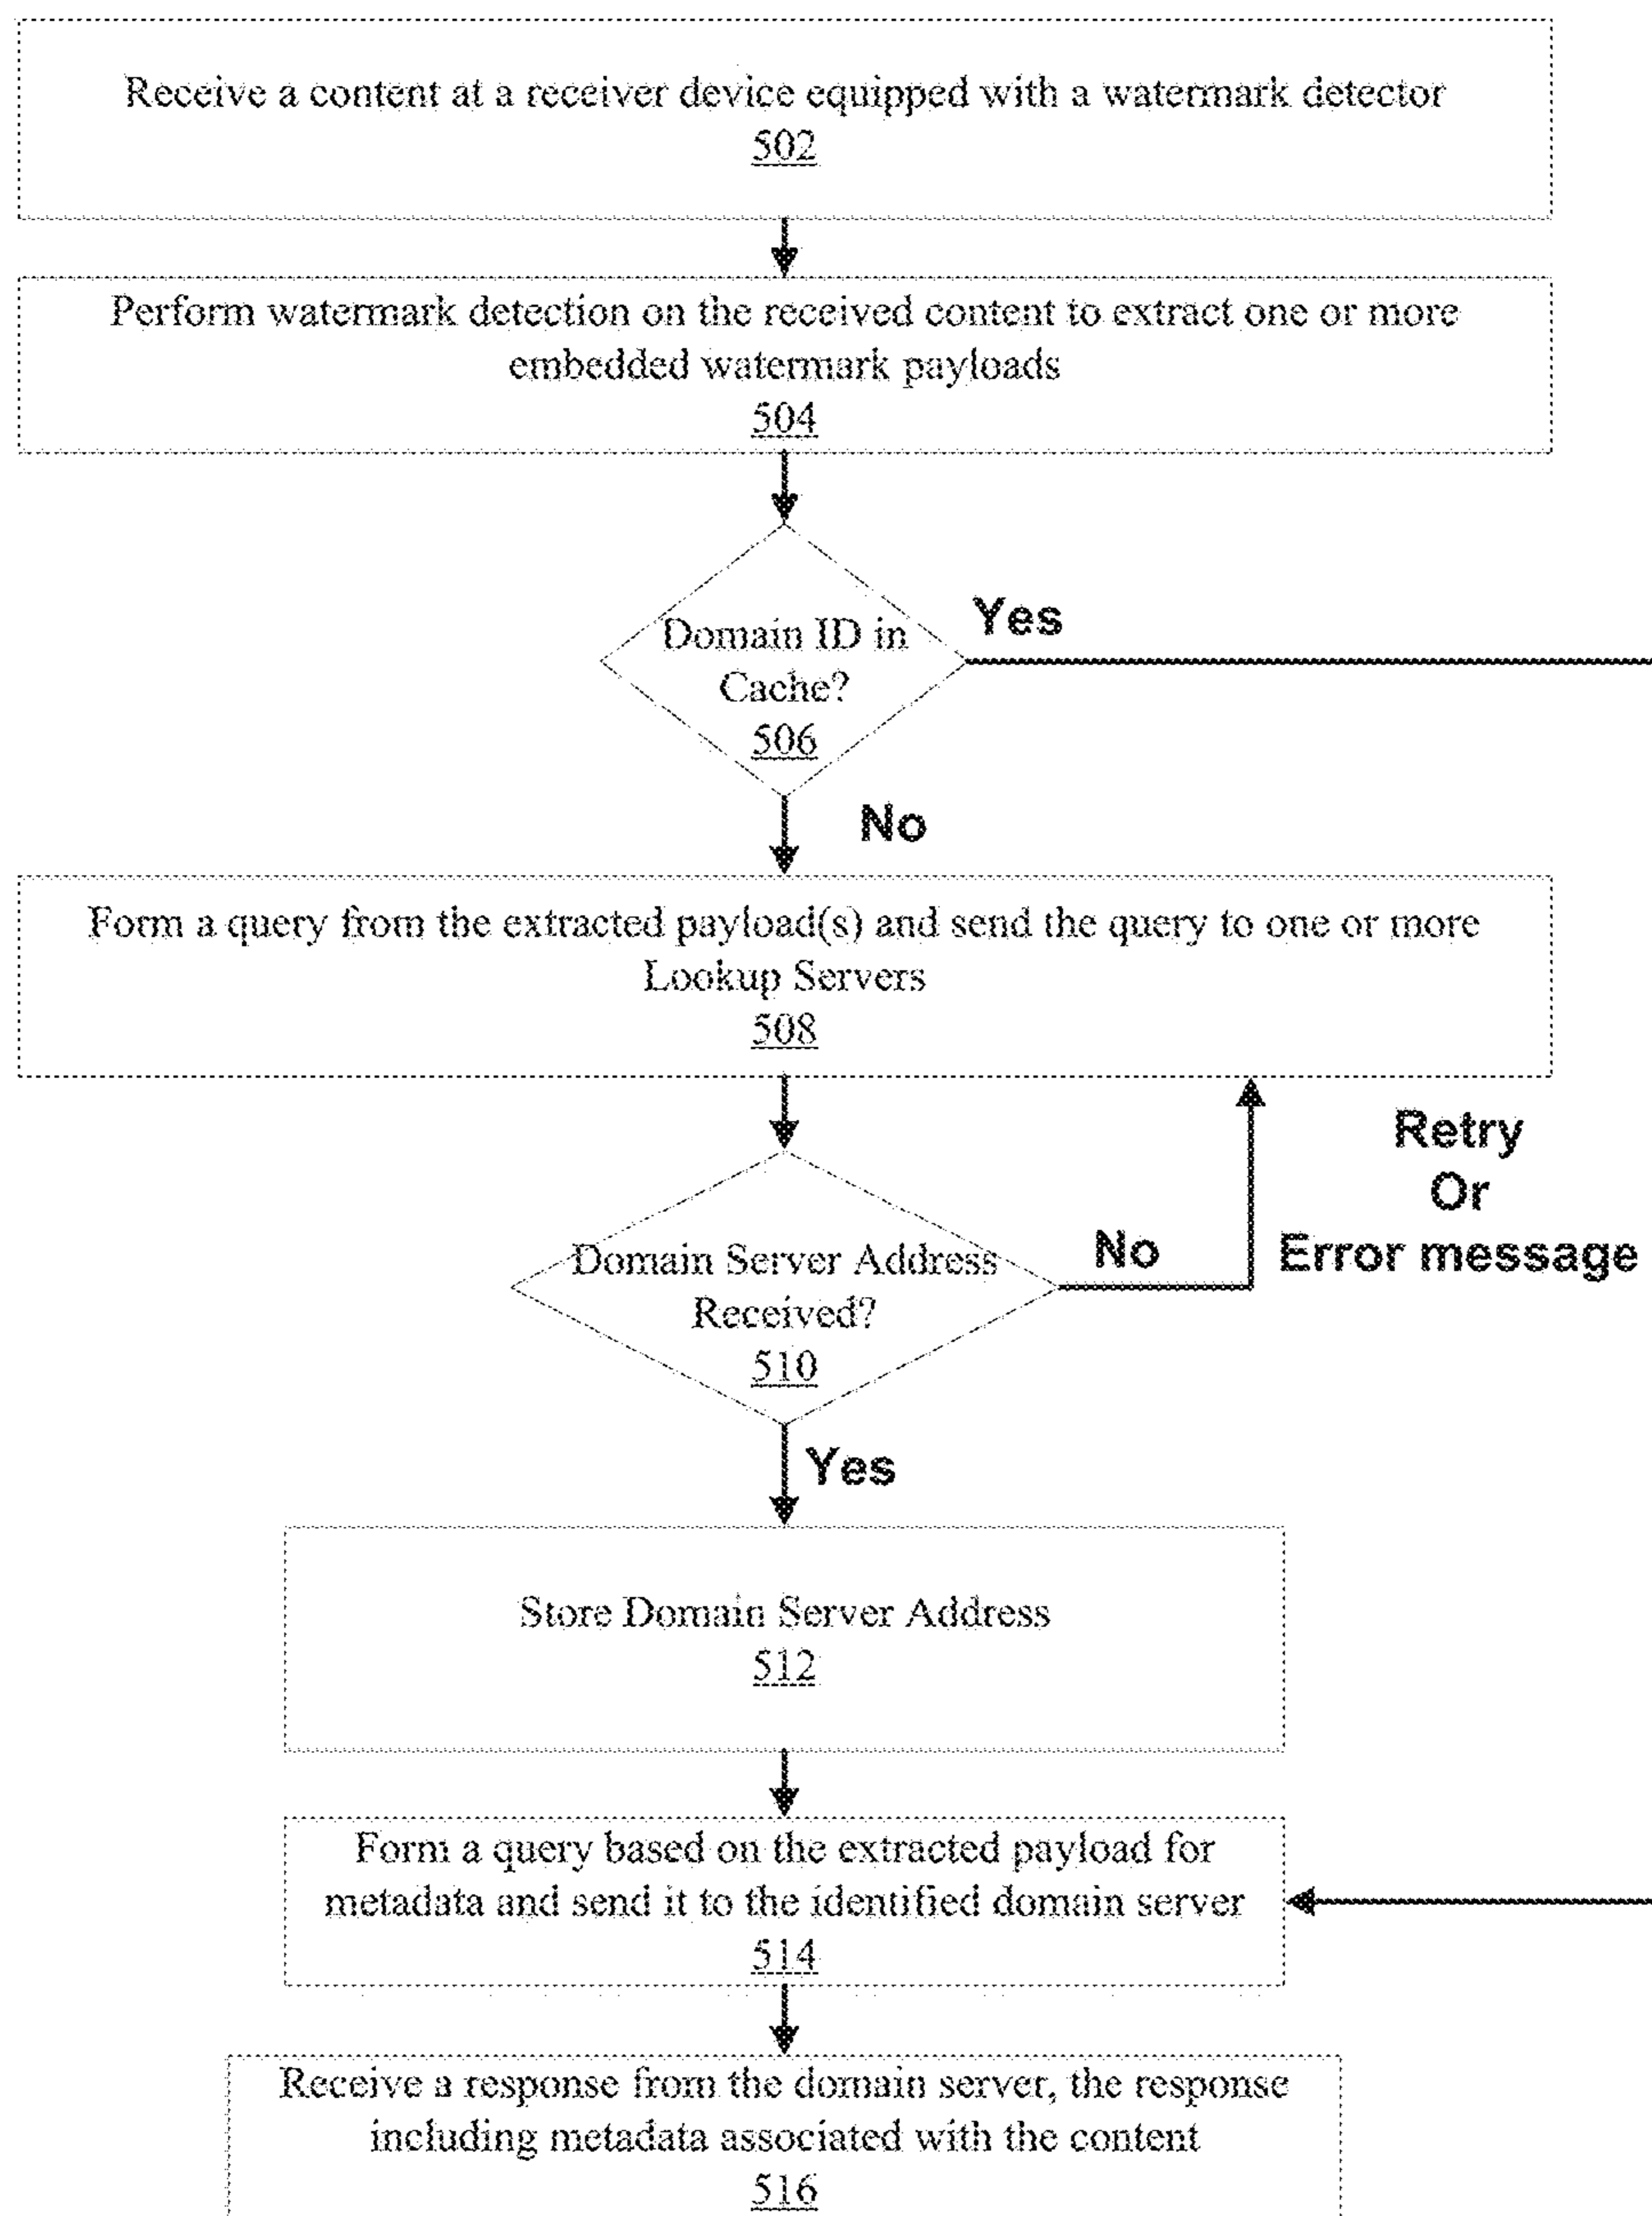 Receive a content at a receiver device equipped with a watermark detector
502
Perform watermark detection on the received content to extract one or more
embedded watermark payloads
504
Domain ID in
Cache?
506
Yes
No
Form a query from the extracted payload(s) and send the query to one or more
Lookup Servers
508
Retry
Or
Error message
No
Domain Server Address
Received?
510
Yes
Store Domain Server Address
512
Form a query based on the extracted payload for
metadata and send it to the identified domain server
514
Receive a response from the domain server, the response
including metadata associated with the content
516